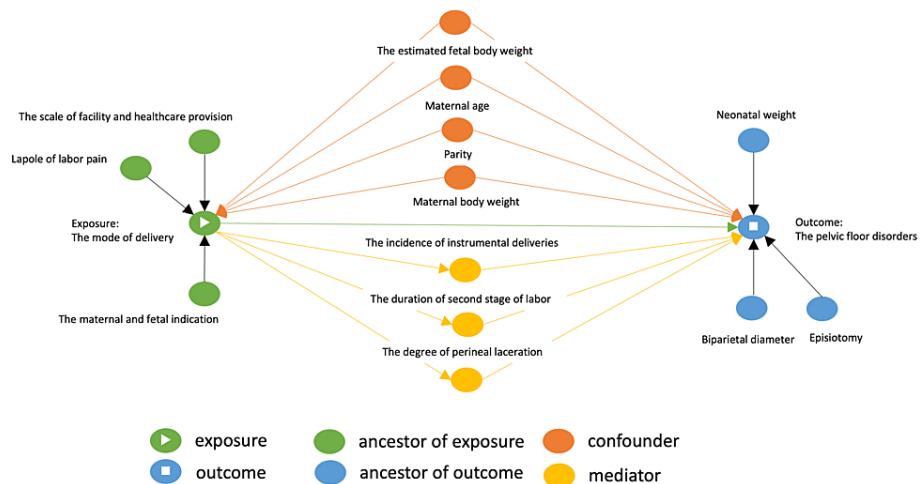 The estimated fetal body weight
Maternal age
The scale of facility and healthcare provision
Neonatal weight
Parity
Lapole of labor pain
Maternal body weight
Exposure:
The mode of delivery
Outcome:
The pelvic floor disorders
The incidence of instrumental deliveries
The duration of second stage of labor
The maternal and fetal indication
Biparietal diameter
Episiotomy
The degree of perineal laceration
exposure
ancestor of exposure
confounder
outcome
ancestor of outcome
mediator